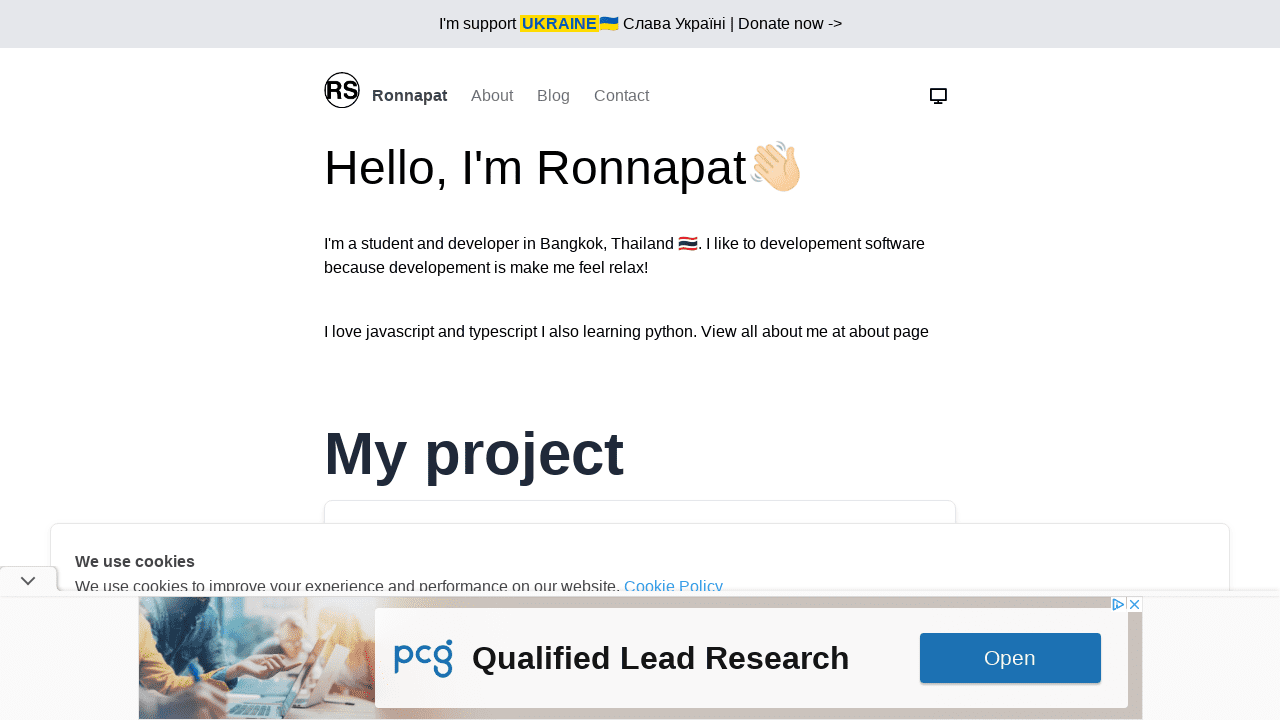 I'm support UKRAINE🇺🇦 Слава Україні | Donate now ->
RS Ronnapat About Blog Contact
Hello, I'm Ronnapat👋🏻
I'm a student and developer in Bangkok, Thailand 🇹🇭. I like to developement software
because developement is make me feel relax!
I love javascript and typescript I also learning python. View all about me at about page
My project
We use cookies
We use cookies to improve your experience and performance on our website. Cookie Policy
pcg Qualified Lead Research Open